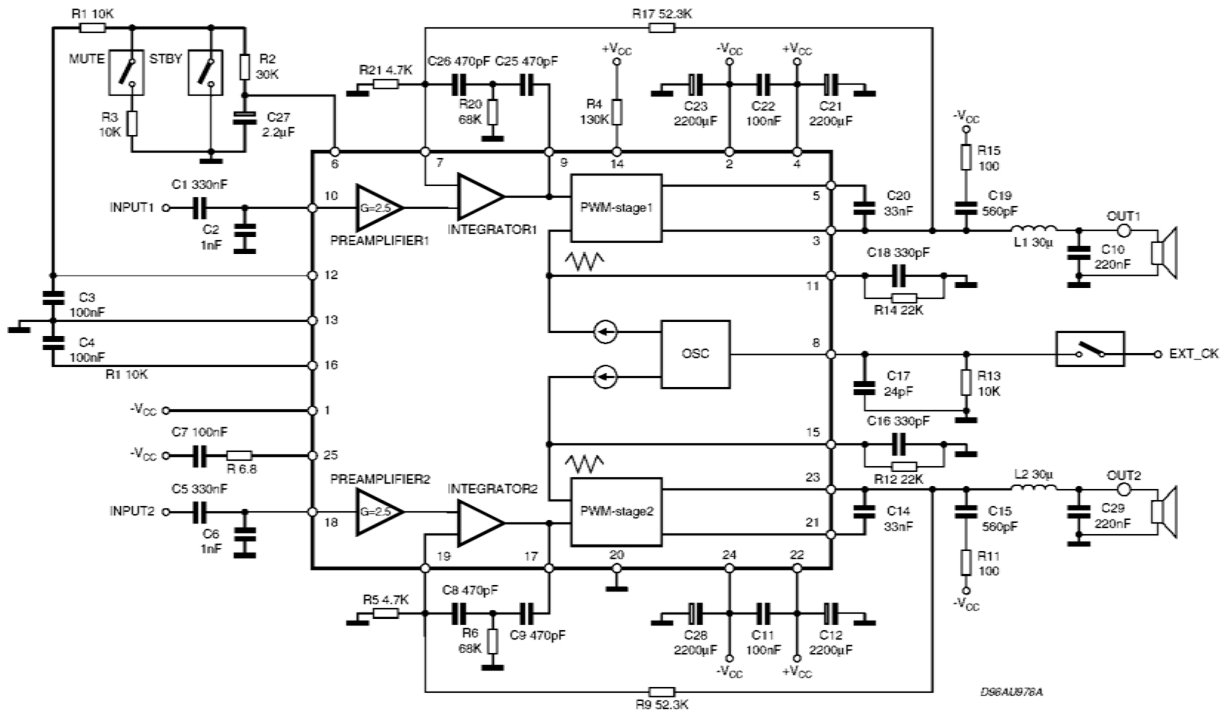 R1 10K
R17 52.3K
MUTE
STBY
R2
30K
R3
10K
C27
2.2µF
R21 4.7K
C26 470pF
C25 470pF
R20
68K
+VCC
R4
130K
-VCC
+VCC
C23
2200µF
C22
100nF
C21
2200µF
-VCC
R15
100
C19
560pF
6
7
9
14
2
4
INPUT1
C1 330nF
C2
1nF
10
G=2.5
PREAMPLIFIER1
INTEGRATOR1
PWM-stage1
5
3
C20
33nF
L1 30µ
OUT1
C10
220nF
12
11
C18 330pF
R14 22K
C3
100nF
13
C4
100nF
R1 10K
16
OSC
8
C17
24pF
R13
10K
EXT_CK
-VCC
1
C7 100nF
-VCC
R 6.8
25
15
C16 330pF
R12 22K
PREAMPLIFIER2
INTEGRATOR2
C5 330nF
INPUT2
C6
1nF
18
G=2.5
PWM-stage2
23
21
C14
33nF
C15
560pF
R11
100
-VCC
L2 30µ
OUT2
C29
220nF
19
17
20
24
22
R5 4.7K
C8 470pF
R6
68K
C9 470pF
C28
2200µF
C11
100nF
C12
2200µF
-VCC
+VCC
R9 52.3K
D98AU978A